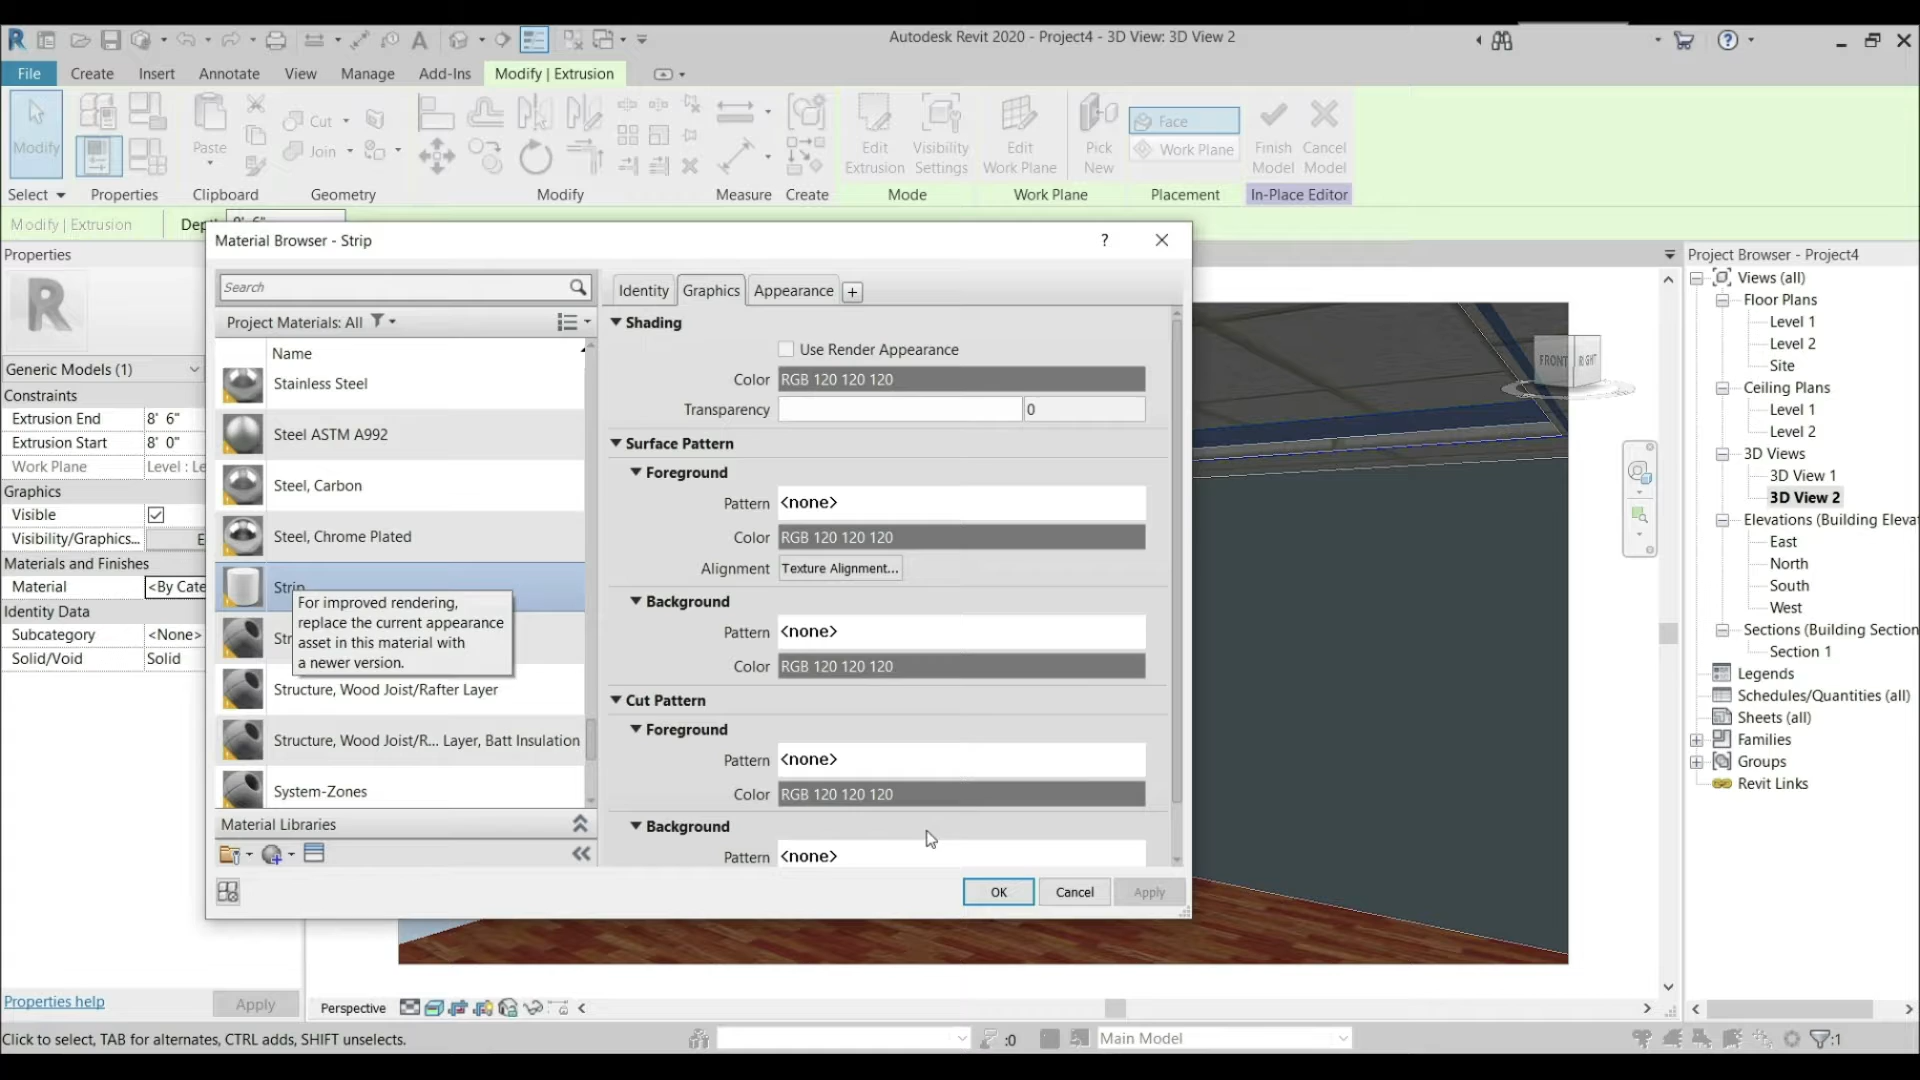 Autodesk Revit 2020 - Project4 - 3D View: 3D View 2
File
Create
Insert
Annotate
View
Manage
Add-Ins
Modify | Extrusion
Modify
Paste
Cut
Join
Edit
Extrusion
Visibility
Settings
Edit
Work Plane
Pick
New
Face
Work Plane
Finish
Model
Cancel
Model
Select
Properties
Clipboard
Geometry
Modify
Measure
Create
Mode
Work Plane
Placement
In-Place Editor
Modify | Extrusion
Properties
Generic Models (1)
Constraints
Extrusion End 8' 6"
Extrusion Start 8' 0"
Work Plane Level : Le
Graphics
Visible
Visibility/Graphics...
Materials and Finishes
Material <By Cate
Identity Data
Subcategory <None>
Solid/Void Solid
Properties help
Apply
Material Browser - Strip
?
Search
Project Materials: All
Name
Stainless Steel
Steel ASTM A992
Steel, Carbon
Steel, Chrome Plated
Strip
For improved rendering,
replace the current appearance
asset in this material with
a newer version.
Structure, Wood Joist/Rafter Layer
Structure, Wood Joist/R... Layer, Batt Insulation
System-Zones
Material Libraries
Identity
Graphics
Appearance
Shading
Use Render Appearance
Color RGB 120 120 120
Transparency 0
Surface Pattern
Foreground
Pattern <none>
Color RGB 120 120 120
Alignment Texture Alignment...
Background
Pattern <none>
Color RGB 120 120 120
Cut Pattern
Foreground
Pattern <none>
Color RGB 120 120 120
Background
Pattern <none>
OK
Cancel
Apply
FRONT
Project Browser - Project4
Views (all)
Floor Plans
Level 1
Level 2
Site
Ceiling Plans
Level 1
Level 2
3D Views
3D View 1
3D View 2
Elevations (Building Eleva
East
North
South
West
Sections (Building Section
Section 1
Legends
Schedules/Quantities (all)
Sheets (all)
Families
Groups
Revit Links
Perspective
Click to select, TAB for alternates, CTRL adds, SHIFT unselects.
:0
Main Model
:1